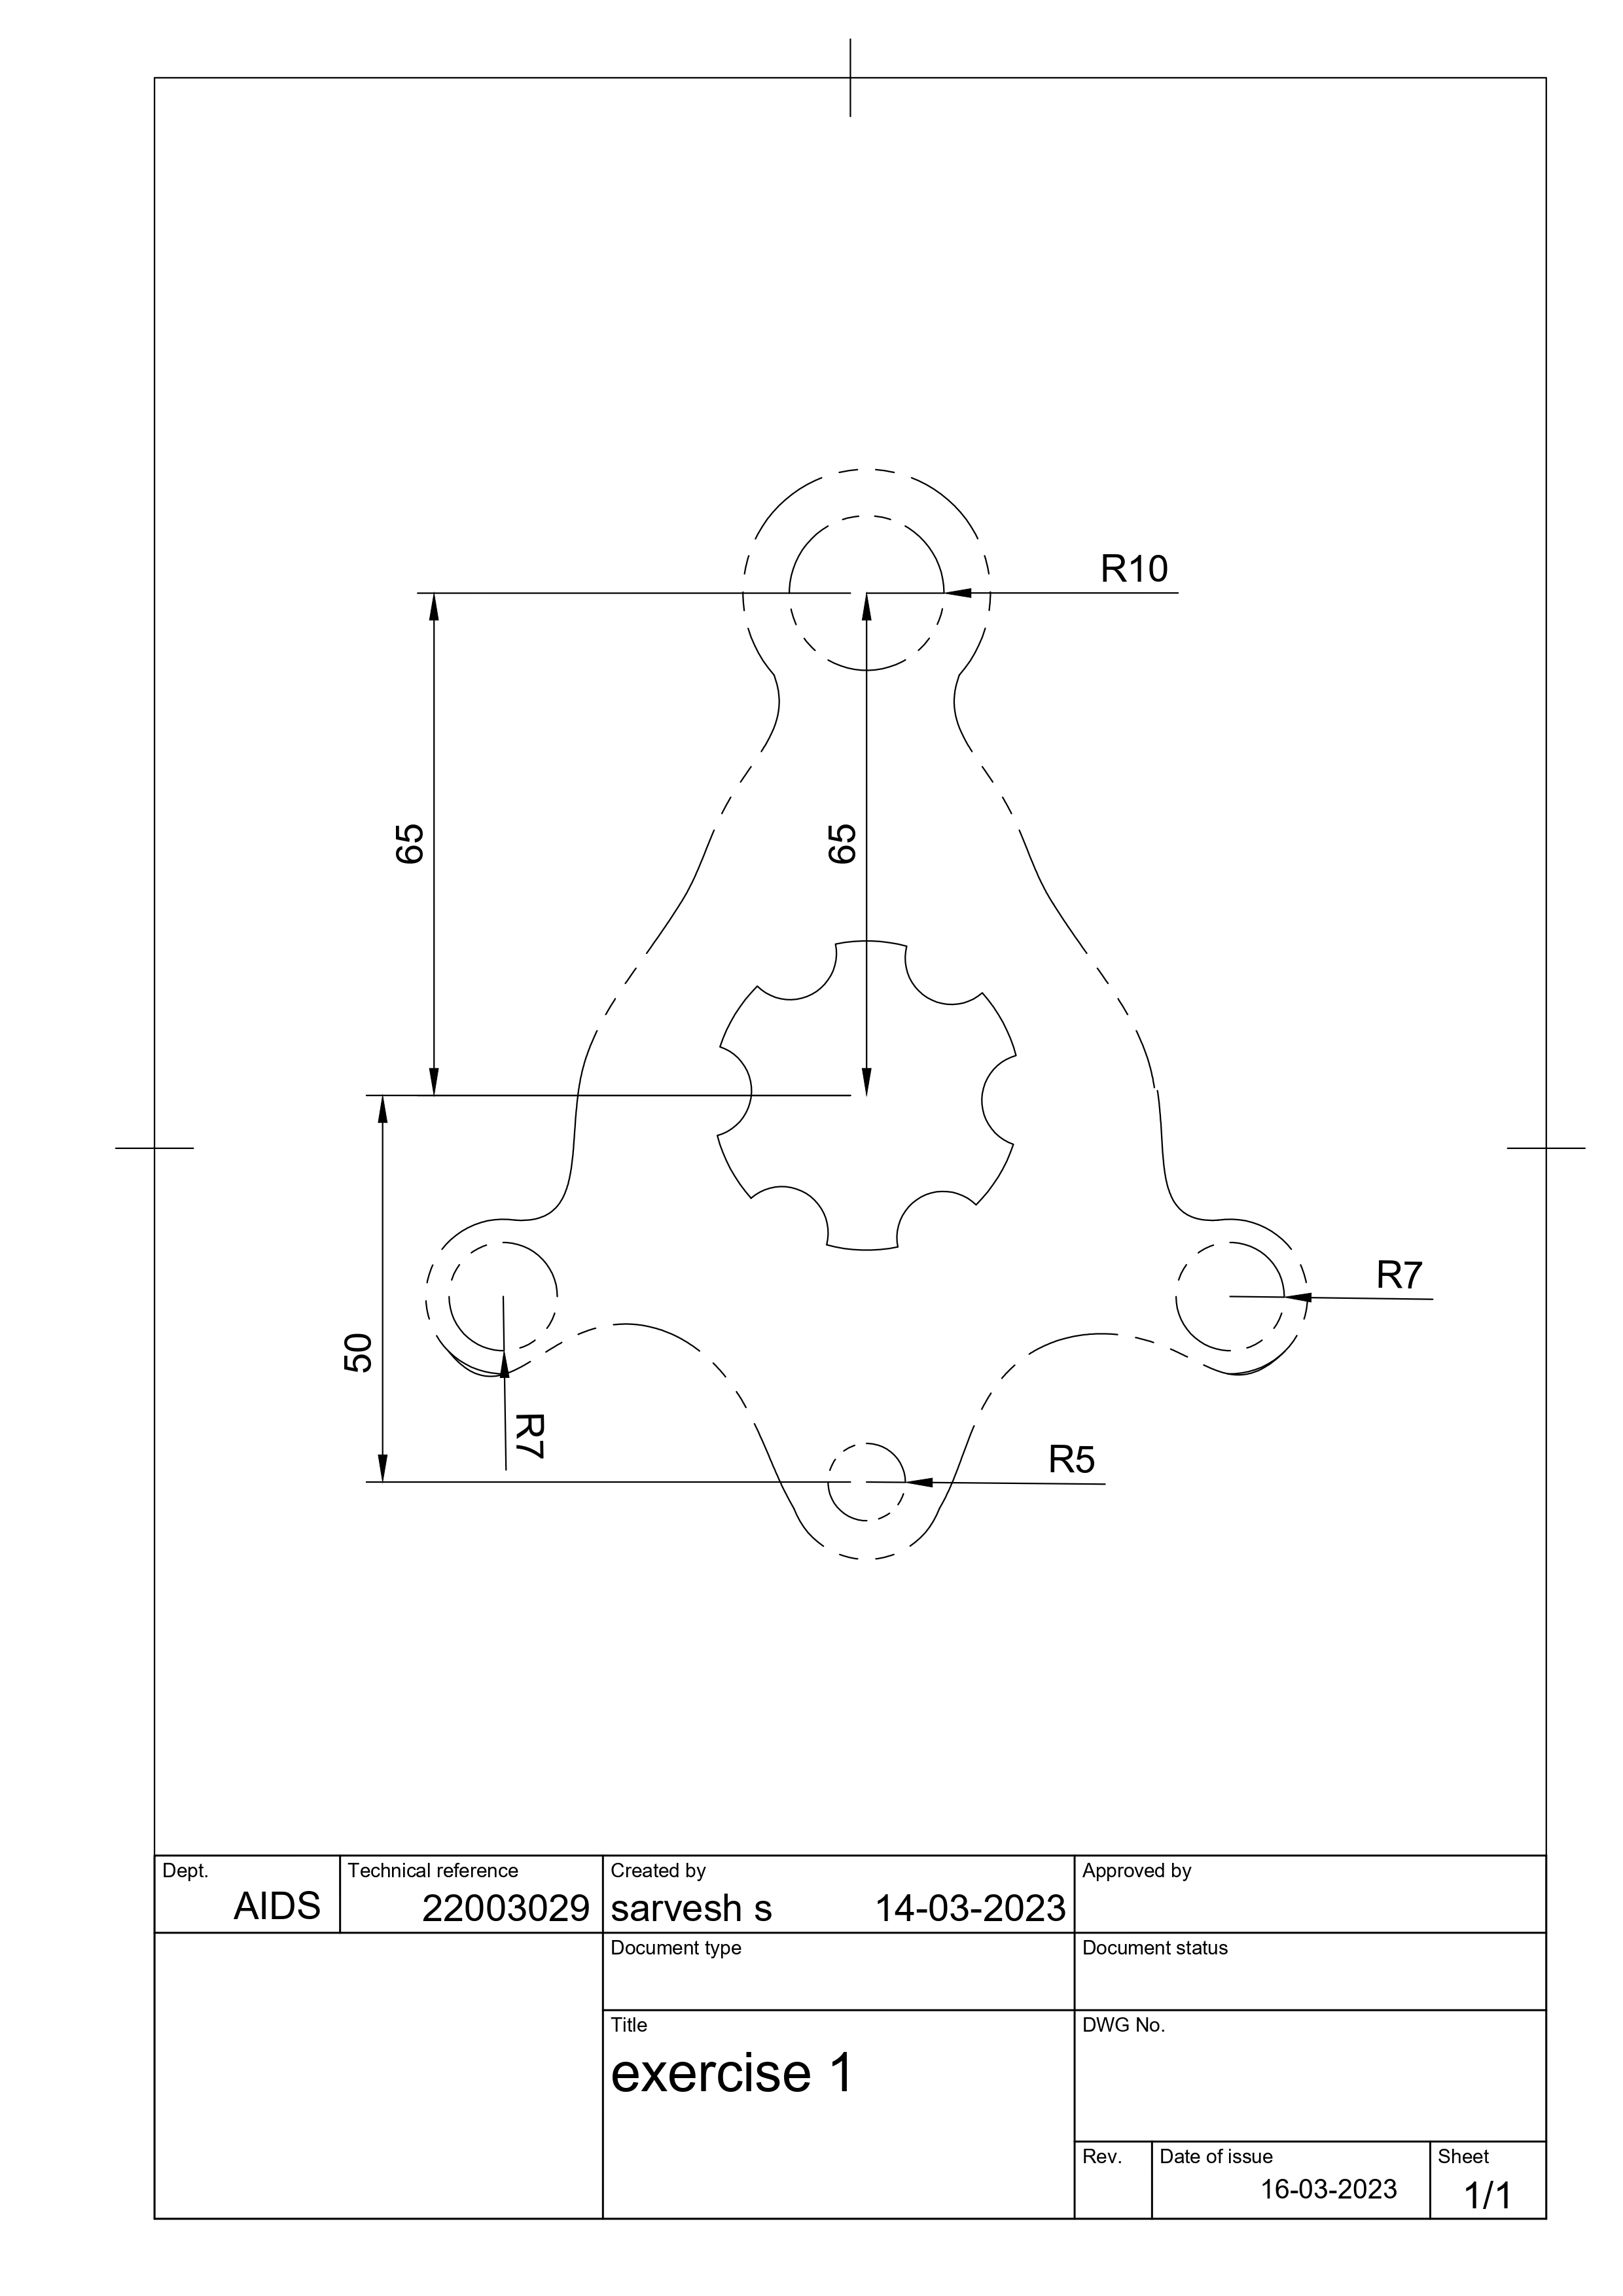 R10
65
65
R7
50
R7
R5
Dept.
AIDS
Technical reference
22003029
Created by
sarvesh s 14-03-2023
Approved by
Document type
Document status
Title
exercise 1
DWG No.
Rev.
Date of issue
16-03-2023
Sheet
1/1